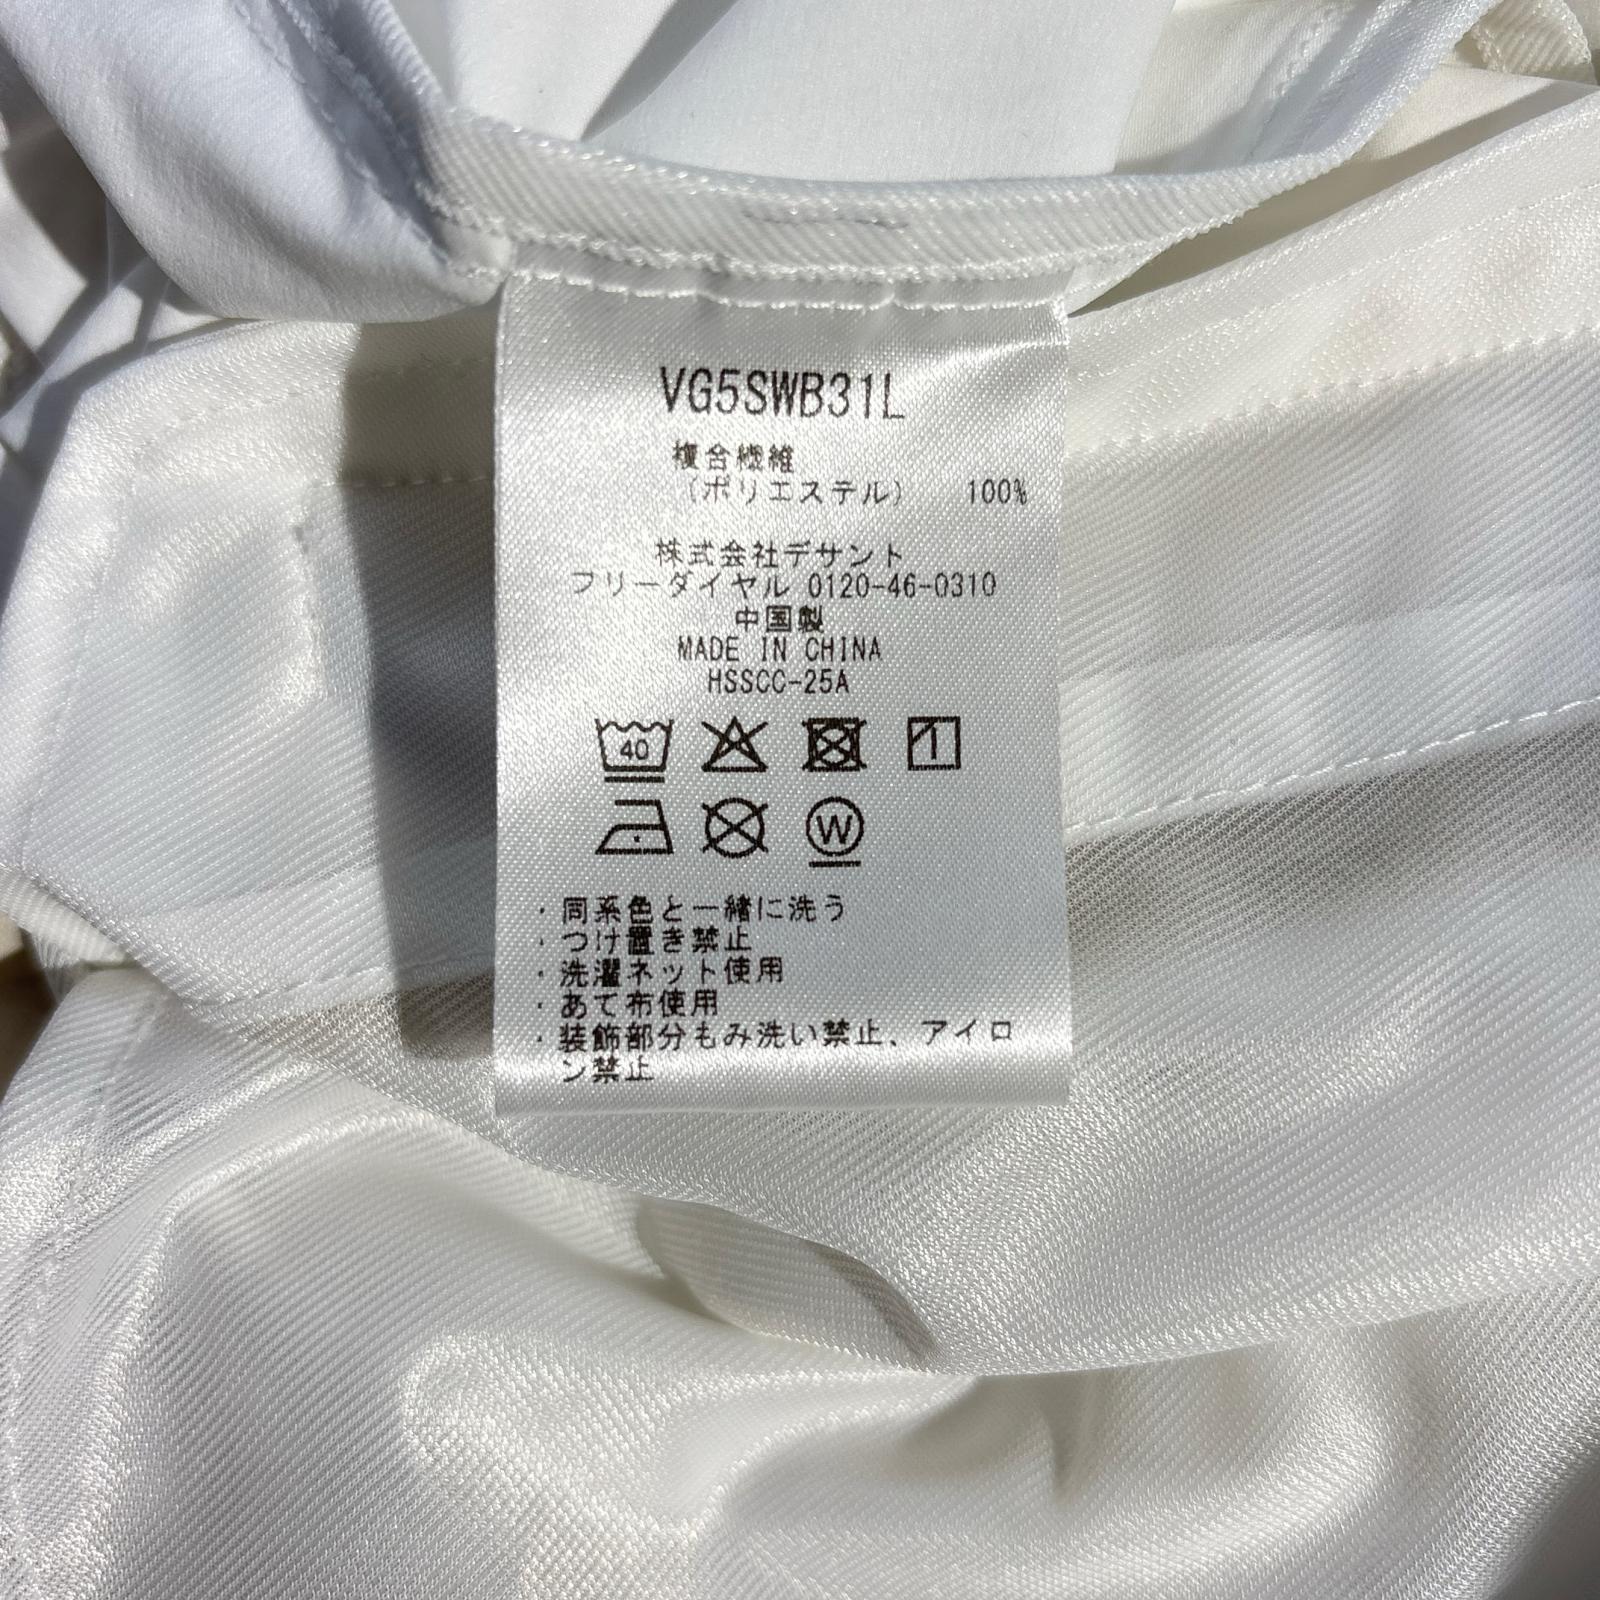 VG5SWB31L
複合繊維
(ポリエステル) 100%
株式会社デサント
フリーダイヤル 0120-46-0310
中国製
MADE IN CHINA
HSSCC-25A
40
W
・同系色と一緒に洗う
・つけ置き禁止
・洗濯ネット使用
・あて布使用
・装飾部分もみ洗い禁止、アイロ
ン禁止